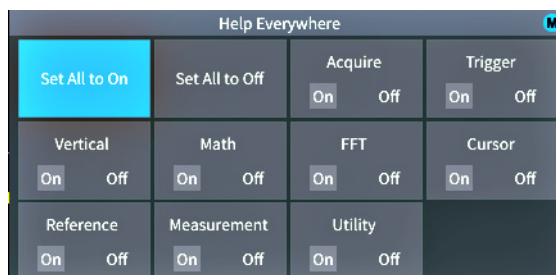 Help Everywhere
M
Set All to On
Set All to Off
Acquire
On Off
Trigger
On Off
Vertical
On Off
Math
On Off
FFT
On Off
Cursor
On Off
Reference
On Off
Measurement
On Off
Utility
On Off